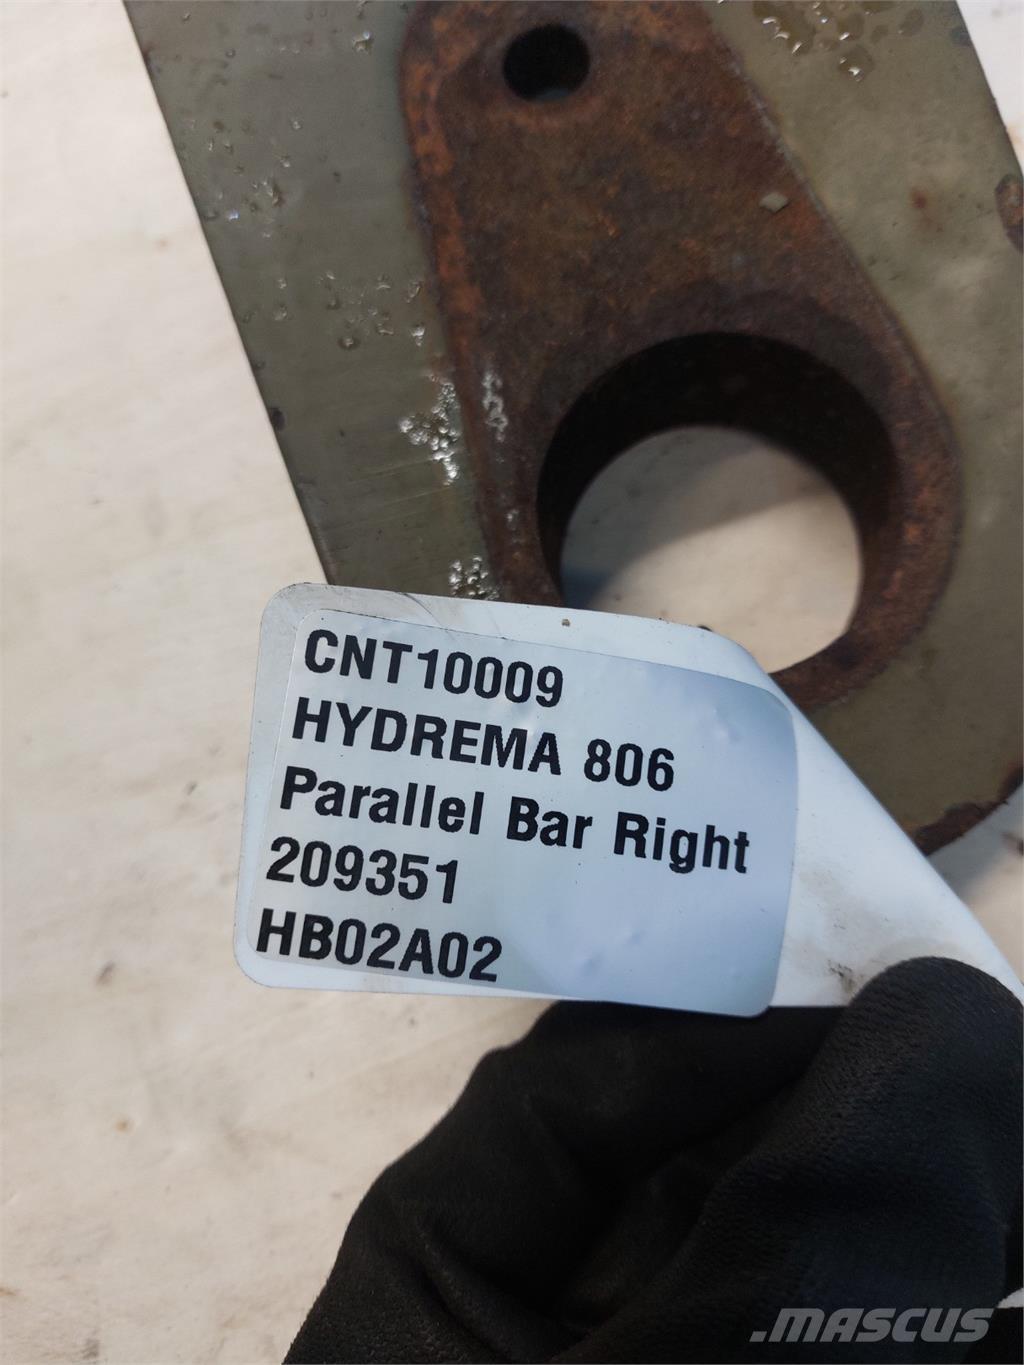 CNT10009
HYDREMA 806
Parallel Bar Right
209351
HB02A02
.MASCUS